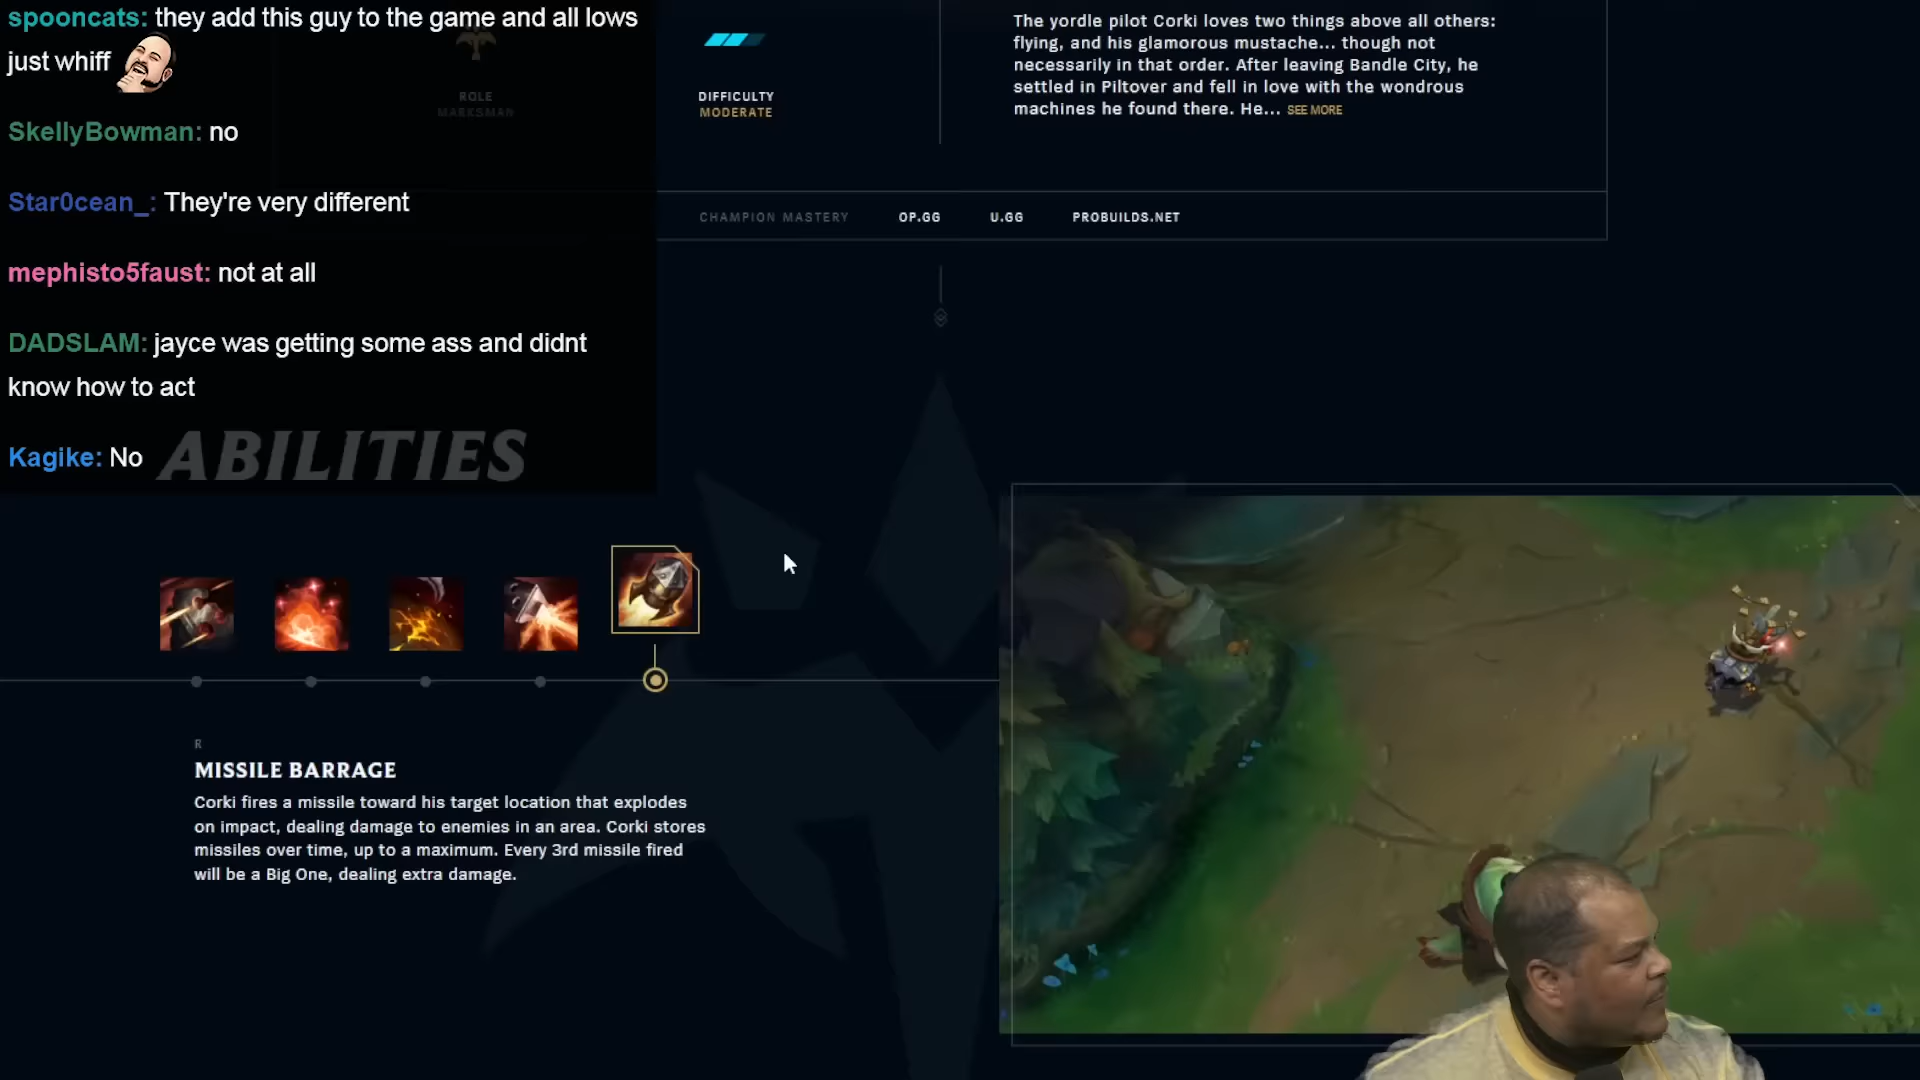 spooncats: they add this guy to the game and all lows
just whiff
SkellyBowman: no
Star0cean_: They're very different
mephisto5faust: not at all
DADSLAM: jayce was getting some ass and didnt
know how to act
Kagike: No
ROLE
MARKSMAN
DIFFICULTY
MODERATE
The yordle pilot Corki loves two things above all others:
flying, and his glamorous mustache... though not
necessarily in that order. After leaving Bandle City, he
settled in Piltover and fell in love with the wondrous
machines he found there. He... SEE MORE
CHAMPION MASTERY
OP.GG
U.GG
PROBUILDS.NET
ABILITIES
R
MISSILE BARRAGE
Corki fires a missile toward his target location that explodes
on impact, dealing damage to enemies in an area. Corki stores
missiles over time, up to a maximum. Every 3rd missile fired
will be a Big One, dealing extra damage.